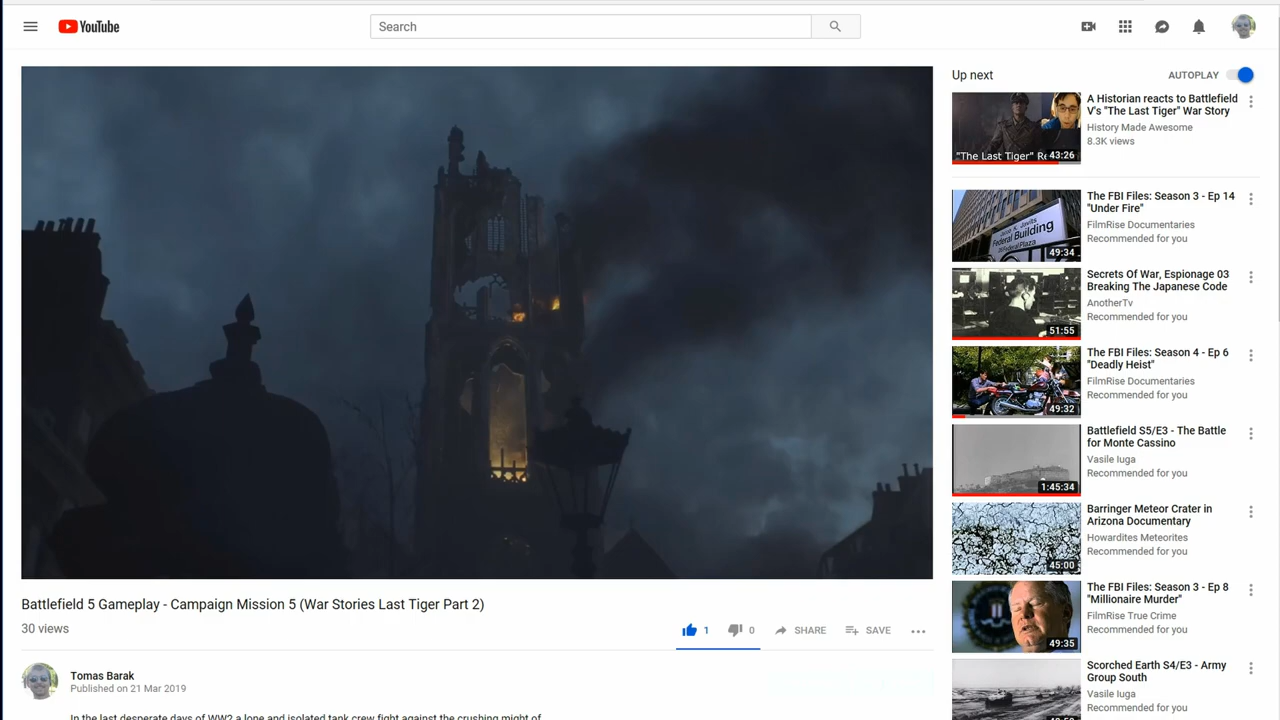 YouTube
Search
Up next
AUTOPLAY
"The Last Tiger" Re
43:26
A Historian reacts to Battlefield
V's "The Last Tiger" War Story
History Made Awesome
8.3K views
Jacob K. Javits
Federal Building
26 Federal Plaza
49:34
The FBI Files: Season 3 - Ep 14
"Under Fire"
FilmRise Documentaries
Recommended for you
51:55
Secrets Of War, Espionage 03
Breaking The Japanese Code
AnotherTv
Recommended for you
49:32
The FBI Files: Season 4 - Ep 6
"Deadly Heist"
FilmRise Documentaries
Recommended for you
1:45:34
Battlefield S5/E3 - The Battle
for Monte Cassino
Vasile Iuga
Recommended for you
45:00
Barringer Meteor Crater in
Arizona Documentary
Howardites Meteorites
Recommended for you
49:35
The FBI Files: Season 3 - Ep 8
"Millionaire Murder"
FilmRise True Crime
Recommended for you
Scorched Earth S4/E3 - Army
Group South
Vasile Iuga
Recommended for you
Battlefield 5 Gameplay - Campaign Mission 5 (War Stories Last Tiger Part 2)
30 views
1
0
SHARE
SAVE
Tomas Barak
Published on 21 Mar 2019
In the last desperate days of WW2 a lone and isolated tank crew fight against the crushing might of